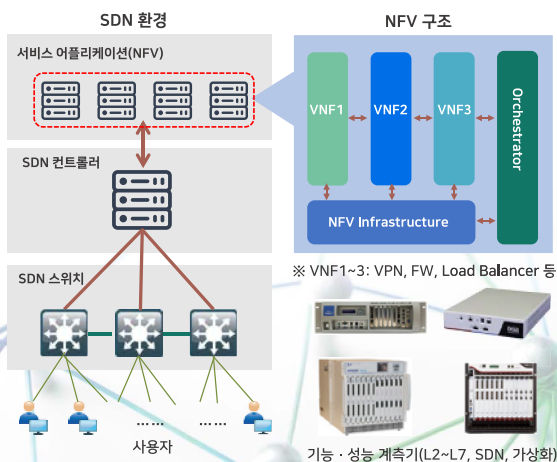 SDN 환경
서비스 어플리케이션(NFV)
SDN 컨트롤러
SDN 스위치
...... ......
사용자
NFV 구조
VNF1
VNF2
VNF3
Orchestrator
NFV Infrastructure
※ VNF1~3: VPN, FW, Load Balancer 등
기능 · 성능 계측기(L2~L7, SDN, 가상화)